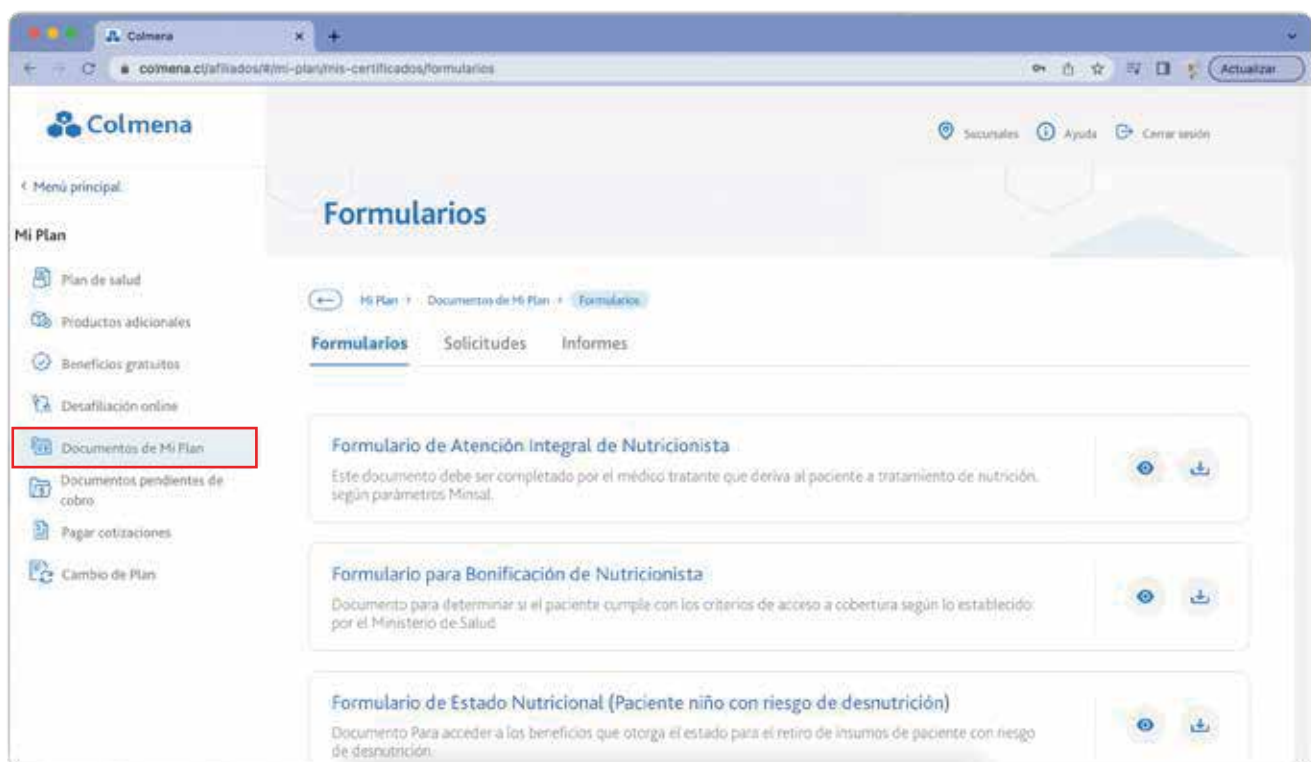 Colmena
colmena.cl/afiliados/#/mi-plan/mis-certificados/formularios
Actualizar
Colmena
Sucursales
Ayuda
Cerrar sesión
Menú principal
Formularios
Mi Plan
Plan de salud
Productos adicionales
Beneficios gratuitos
Desafiliación online
Documentos de Mi Plan
Documentos pendientes de
cobro
Pagar cotizaciones
Cambio de Plan
Mi Plan
Documentos de Mi Plan
Formularios
Formularios
Solicitudes
Informes
Formulario de Atención Integral de Nutricionista
Este documento debe ser completado por el médico tratante que deriva al paciente a tratamiento de nutrición,
según parámetros Minsal.
Formulario para Bonificación de Nutricionista
Documento para determinar si el paciente cumple con los criterios de acceso a cobertura según lo establecido
por el Ministerio de Salud
Formulario de Estado Nutricional (Paciente niño con riesgo de desnutrición)
Documento Para acceder a los beneficios que otorga el estado para el retiro de insumos de paciente con riesgo
de desnutrición